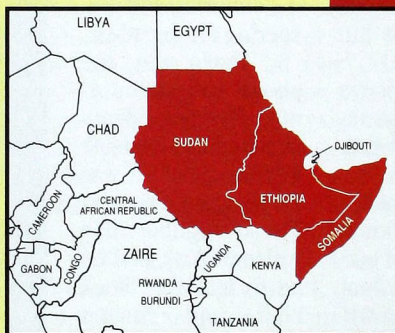 LIBYA
EGYPT
CHAD
SUDAN
DJIBOUTI
ETHIOPIA
CAMEROON
CENTRAL
AFRICAN REPUBLIC
SOMALIA
GABON
CONGO
ZAIRE
UGANDA
KENYA
RWANDA
BURUNDI
TANZANIA